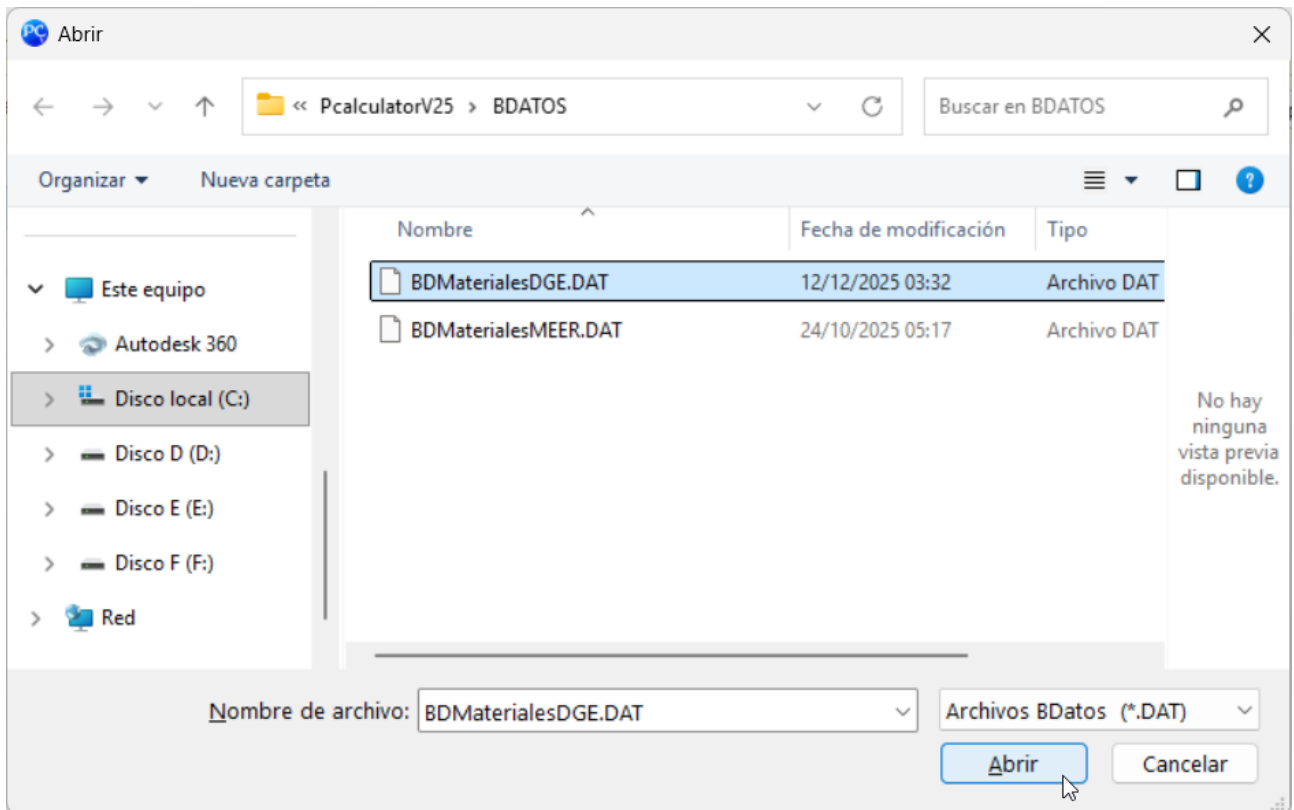 PC Abrir
« PcalculatorV25 > BDATOS
Buscar en BDATOS
Organizar Nueva carpeta
?
Nombre Fecha de modificación Tipo
BDMaterialesDGE.DAT 12/12/2025 03:32 Archivo DAT
BDMaterialesMEER.DAT 24/10/2025 05:17 Archivo DAT
Este equipo
Autodesk 360
Disco local (C:)
Disco D (D:)
Disco E (E:)
Disco F (F:)
Red
No hay
ninguna
vista previa
disponible.
Nombre de archivo: BDMaterialesDGE.DAT
Archivos BDatos (*.DAT)
Abrir Cancelar